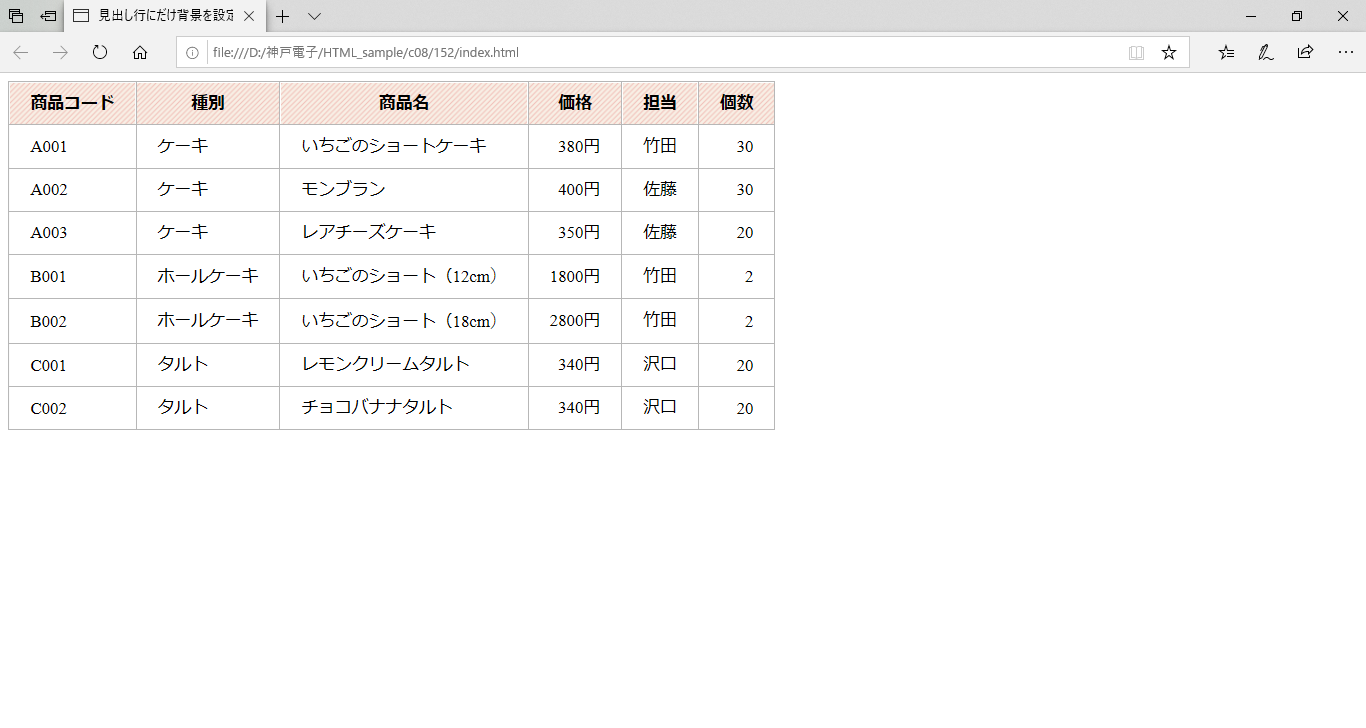 見出し行にだけ背景を設定
file:///D:/神戸電子/HTML_sample/c08/152/index.html
商品コード 種別 商品名 価格 担当 個数
A001 ケーキ いちごのショートケーキ 380円 竹田 30
A002 ケーキ モンブラン 400円 佐藤 30
A003 ケーキ レアチーズケーキ 350円 佐藤 20
B001 ホールケーキ いちごのショート（12cm） 1800円 竹田 2
B002 ホールケーキ いちごのショート（18cm） 2800円 竹田 2
C001 タルト レモンクリームタルト 340円 沢口 20
C002 タルト チョコバナナタルト 340円 沢口 20